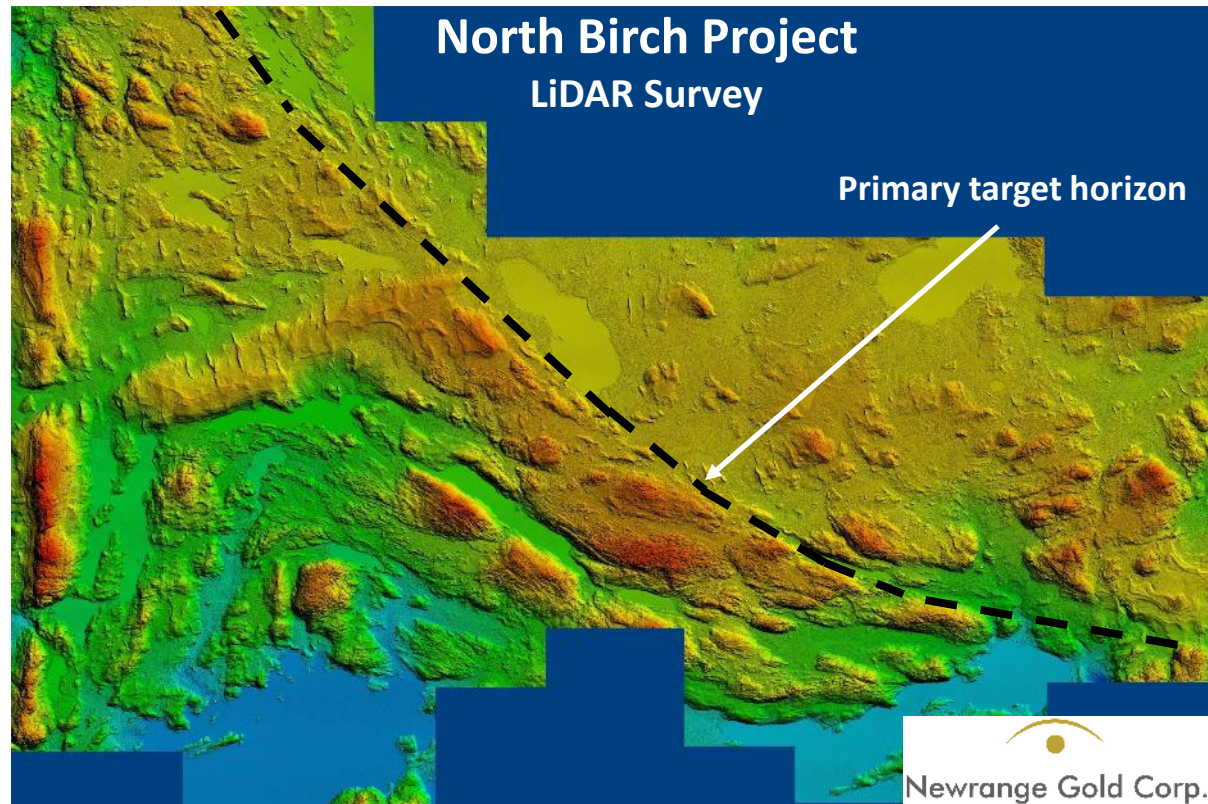 North Birch Project
LiDAR Survey
Primary target horizon
Newrange Gold Corp.